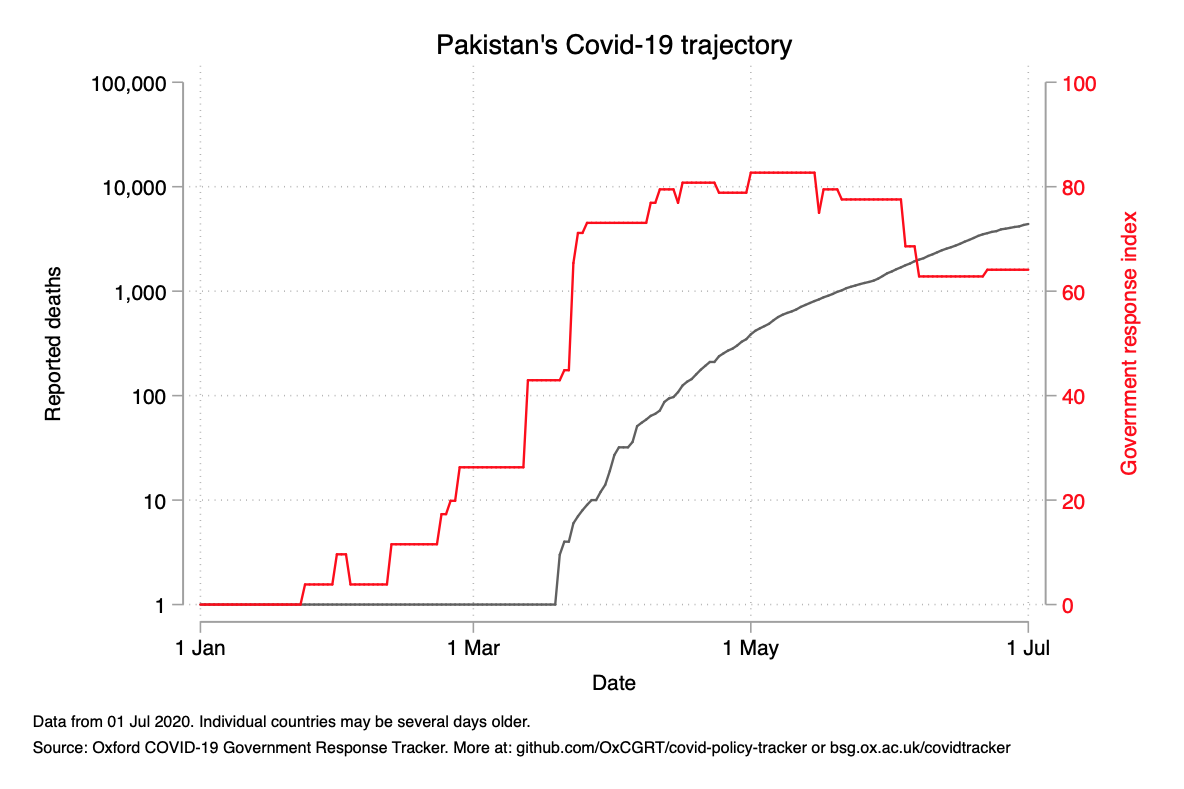 Pakistan's Covid-19 trajectory
100,000
10,000
1,000
100
10
1
Reported deaths
100
80
60
40
20
0
Government response index
1 Jan
1 Mar
1 May
1 Jul
Date
Data from 01 Jul 2020. Individual countries may be several days older.
Source: Oxford COVID-19 Government Response Tracker. More at: github.com/OxCGRT/covid-policy-tracker or bsg.ox.ac.uk/covidtracker